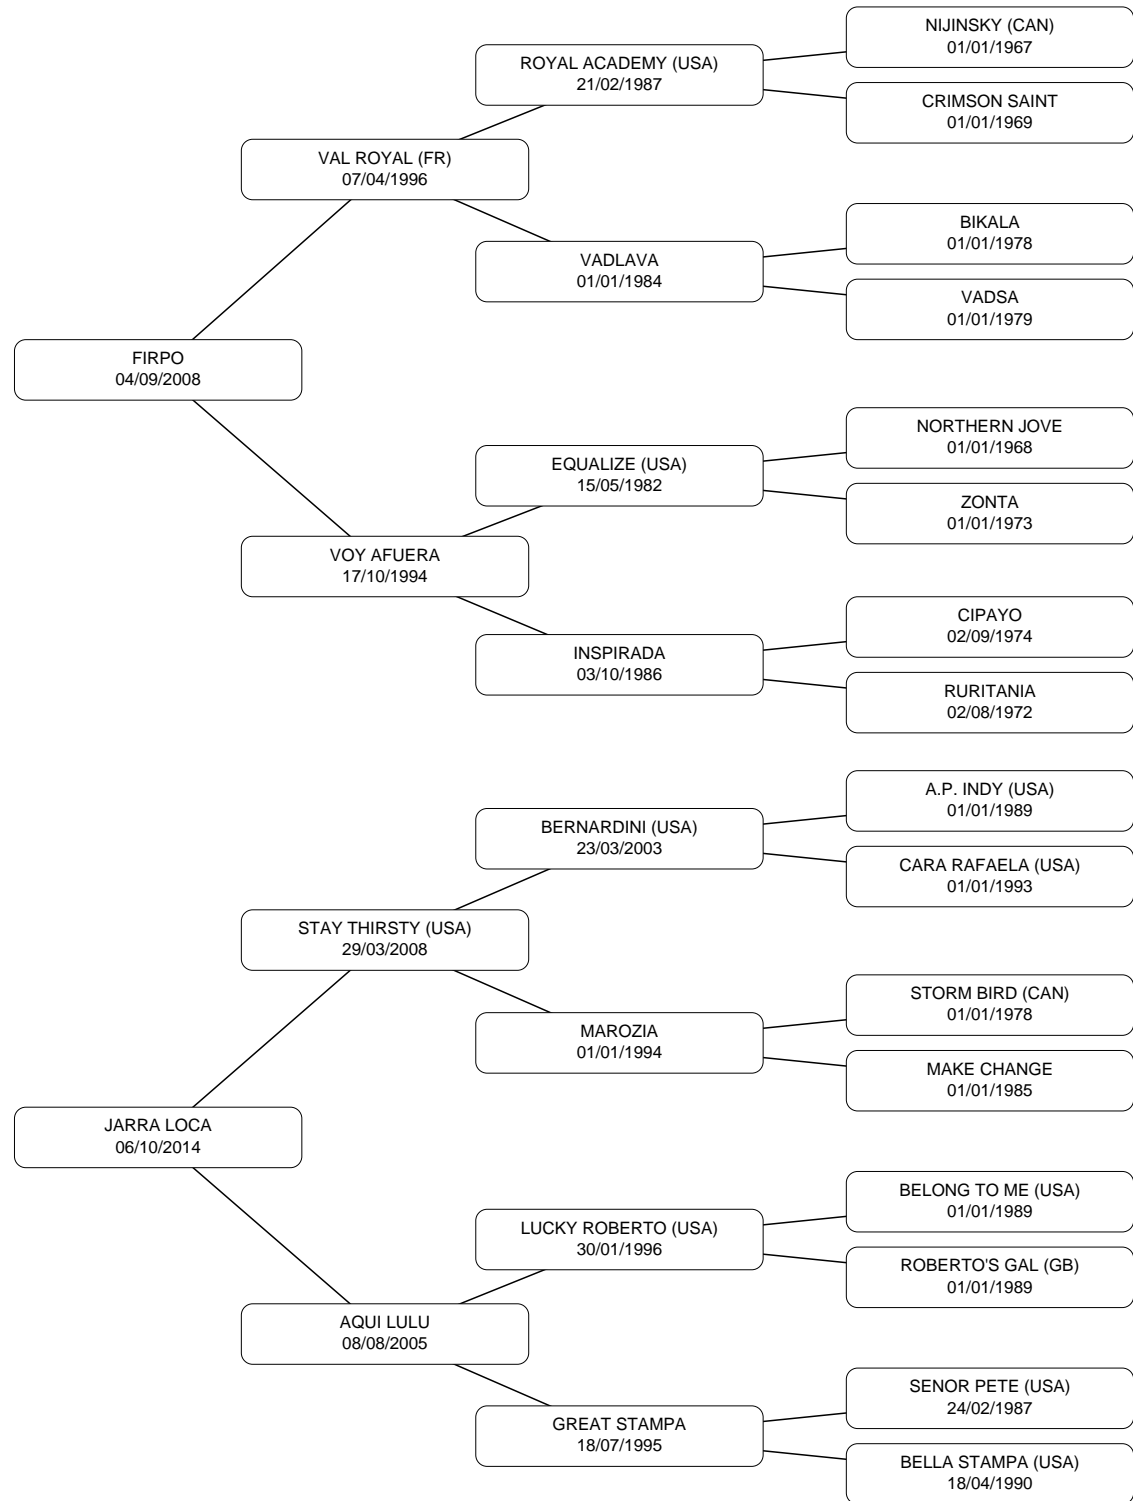 NIJINSKY (CAN)
01/01/1967
ROYAL ACADEMY (USA)
21/02/1987
CRIMSON SAINT
01/01/1969
VAL ROYAL (FR)
07/04/1996
BIKALA
01/01/1978
VADLAVA
01/01/1984
VADSA
01/01/1979
FIRPO
04/09/2008
NORTHERN JOVE
01/01/1968
EQUALIZE (USA)
15/05/1982
ZONTA
01/01/1973
VOY AFUERA
17/10/1994
CIPAYO
02/09/1974
INSPIRADA
03/10/1986
RURITANIA
02/08/1972
A.P. INDY (USA)
01/01/1989
BERNARDINI (USA)
23/03/2003
CARA RAFAELA (USA)
01/01/1993
STAY THIRSTY (USA)
29/03/2008
STORM BIRD (CAN)
01/01/1978
MAROZIA
01/01/1994
MAKE CHANGE
01/01/1985
JARRA LOCA
06/10/2014
BELONG TO ME (USA)
01/01/1989
LUCKY ROBERTO (USA)
30/01/1996
ROBERTO'S GAL (GB)
01/01/1989
AQUI LULU
08/08/2005
SENOR PETE (USA)
24/02/1987
GREAT STAMPA
18/07/1995
BELLA STAMPA (USA)
18/04/1990